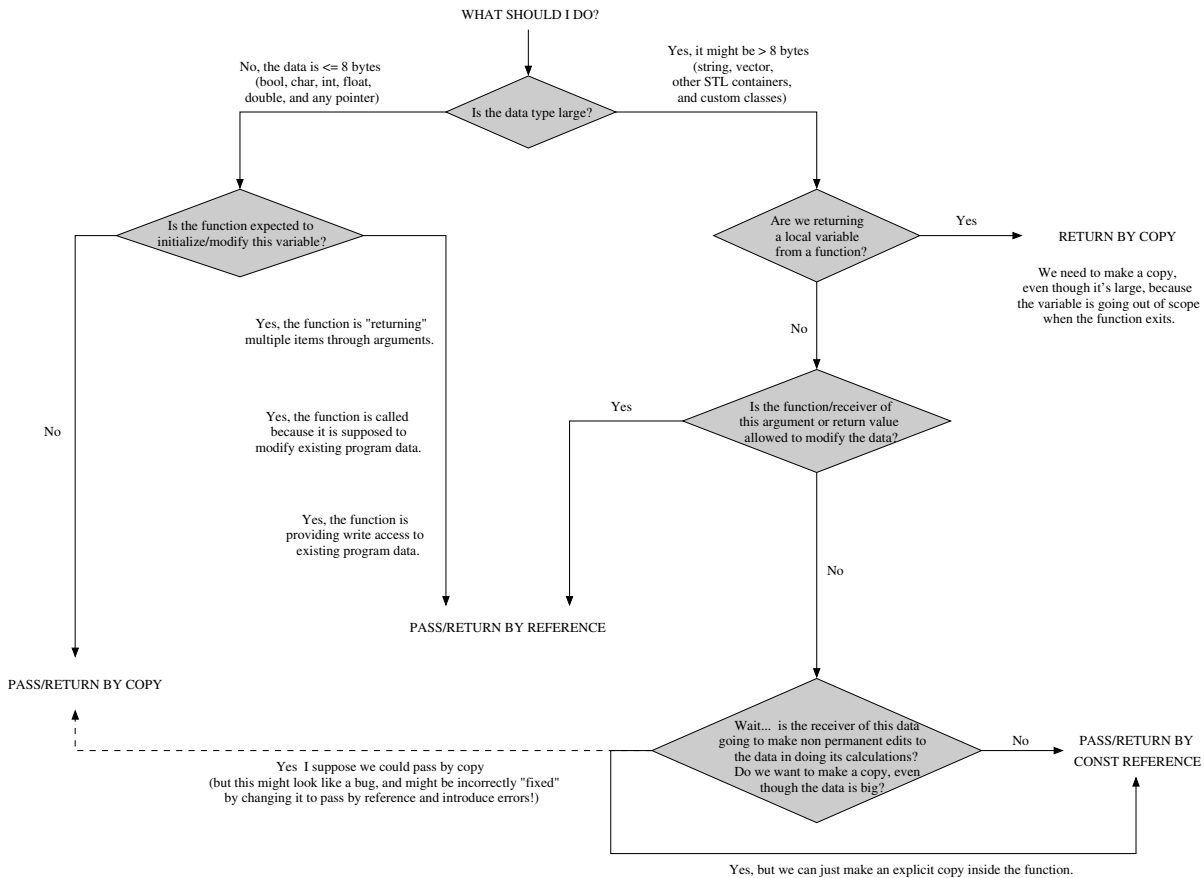 WHAT SHOULD I DO?
No, the data is <= 8 bytes
(bool, char, int, float,
double, and any pointer)
Yes, it might be > 8 bytes
(string, vector,
other STL containers,
and custom classes)
Is the data type large?
Is the function expected to
initialize/modify this variable?
Are we returning
a local variable
from a function?
Yes
RETURN BY COPY
We need to make a copy,
even though it's large, because
the variable is going out of scope
when the function exits.
Yes, the function is "returning"
multiple items through arguments.
No
Yes, the function is called
because it is supposed to
modify existing program data.
No
Yes
Is the function/receiver of
this argument or return value
allowed to modify the data?
Yes, the function is
providing write access to
existing program data.
No
PASS/RETURN BY REFERENCE
PASS/RETURN BY COPY
Wait... is the receiver of this data
going to make non permanent edits to
the data in doing its calculations?
Do we want to make a copy, even
though the data is big?
No
PASS/RETURN BY
CONST REFERENCE
Yes I suppose we could pass by copy
(but this might look like a bug, and might be incorrectly "fixed"
by changing it to pass by reference and introduce errors!)
Yes, but we can just make an explicit copy inside the function.